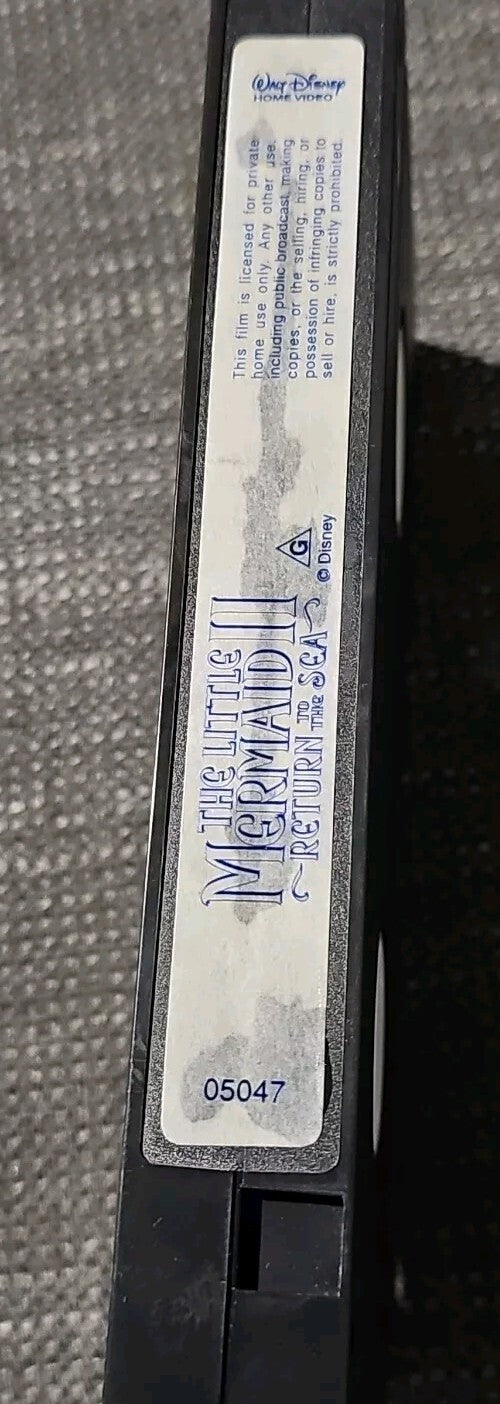 Walt Disney
HOME VIDEO
This film is licensed for private
home use only. Any other use,
including public broadcast, making
copies, or the selling, hiring, or
possession of infringing copies to
sell or hire, is strictly prohibited.
THE LITTLE
MERMAID II
RETURN TO THE SEA
G
© Disney
05047